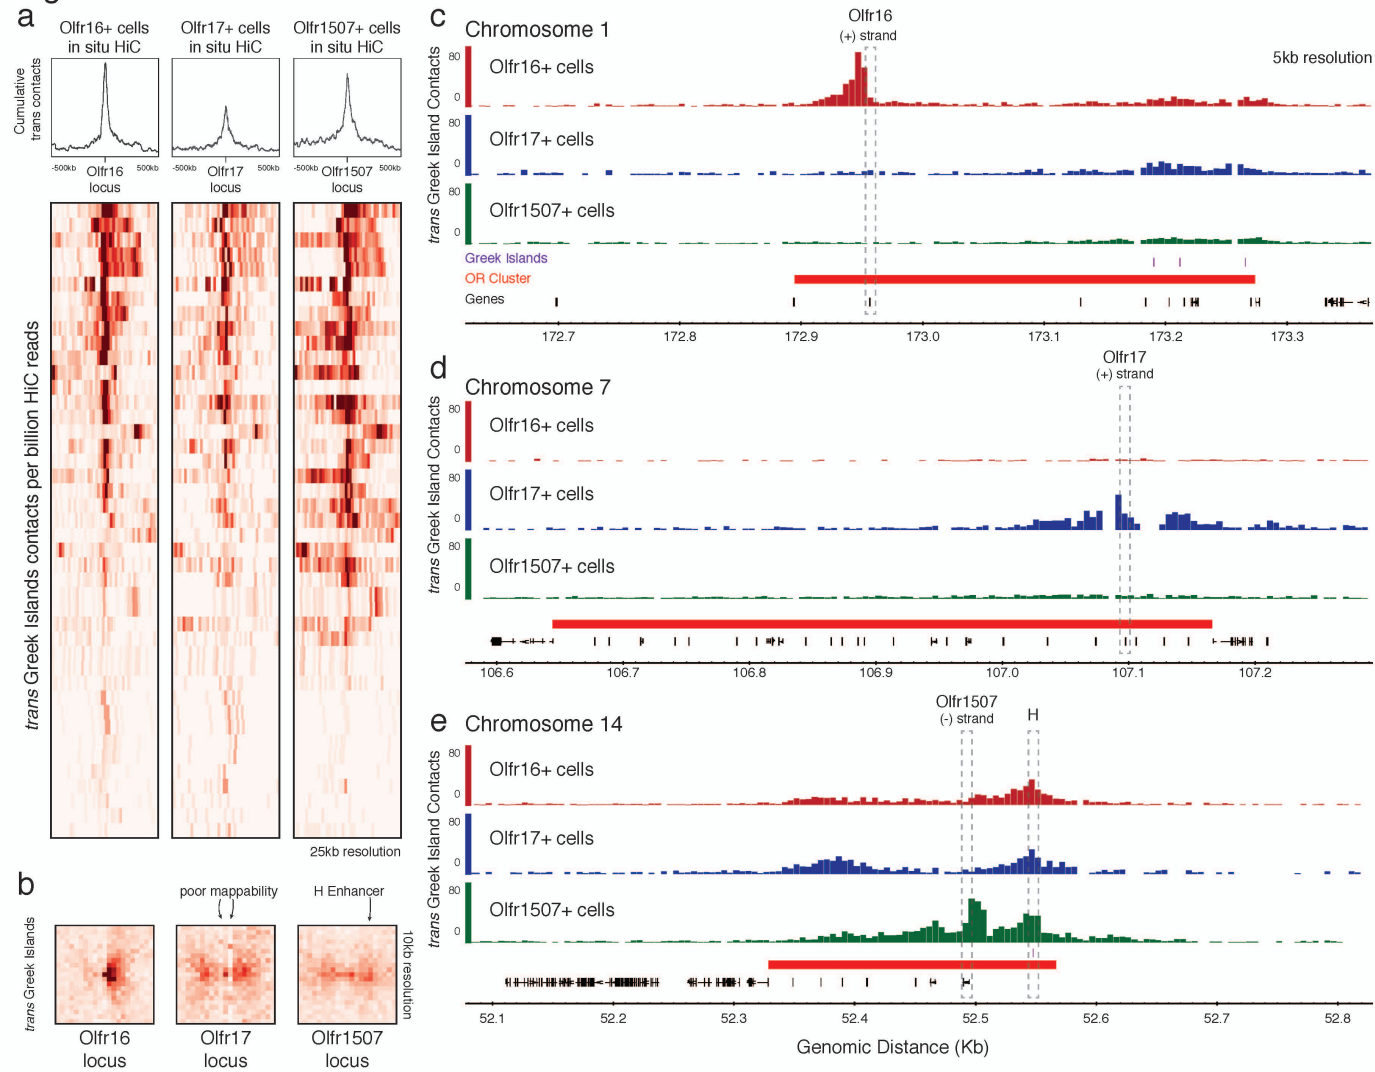 a
Olfr16+ cells
in situ HiC
Olfr17+ cells
in situ HiC
Olfr1507+ cells
in situ HiC
Cumulative
trans contacts
-500kb
500kb
Olfr16
locus
-500kb
500kb
Olfr17
locus
-500kb
500kb
Olfr1507
locus
trans Greek Islands contacts per billion HiC reads
25kb resolution
b
poor mappability
H Enhancer
trans Greek Islands
10kb resolution
Olfr16
locus
Olfr17
locus
Olfr1507
locus
c
Chromosome 1
Olfr16
(+) strand
5kb resolution
trans Greek Island Contacts
80
0
Olfr16+ cells
80
0
Olfr17+ cells
80
0
Olfr1507+ cells
Greek Islands
OR Cluster
Genes
172.7 172.8 172.9 173.0 173.1 173.2 173.3
d
Chromosome 7
Olfr17
(+) strand
trans Greek Island Contacts
80
0
Olfr16+ cells
80
0
Olfr17+ cells
80
0
Olfr1507+ cells
106.6 106.7 106.8 106.9 107.0 107.1 107.2
e
Chromosome 14
Olfr1507
(-) strand
H
trans Greek Island Contacts
80
0
Olfr16+ cells
80
0
Olfr17+ cells
80
0
Olfr1507+ cells
52.1 52.2 52.3 52.4 52.5 52.6 52.7 52.8
Genomic Distance (Kb)